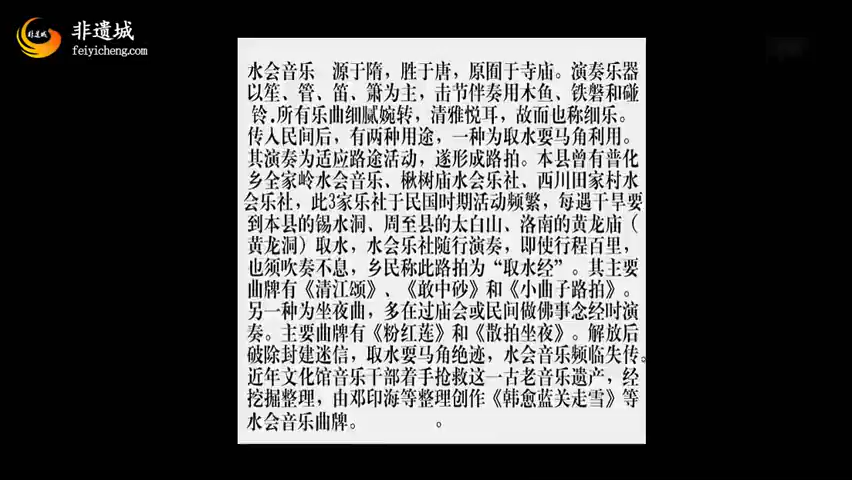 非遗城
feiyicheng.com
水会音乐 源于隋，胜于唐，原囿于寺庙。演奏乐器
以笙、管、笛、箫为主，击节伴奏用木鱼、铁磬和碰
铃.所有乐曲细腻婉转，清雅悦耳，故而也称细乐。
传入民间后，有两种用途，一种为取水耍马角利用。
其演奏为适应路途活动，遂形成路拍。本县曾有普化
乡全家岭水会音乐、楸树庙水会乐社、西川田家村水
会乐社，此3家乐社于民国时期活动频繁，每遇干旱要
到本县的锡水洞、周至县的太白山、洛南的黄龙庙（
黄龙洞）取水，水会乐社随行演奏，即使行程百里，
也须吹奏不息，乡民称此路拍为“取水经”。其主要
曲牌有《清江颂》、《敢中砂》和《小曲子路拍》。
另一种为坐夜曲，多在过庙会或民间做佛事念经时演
奏。主要曲牌有《粉红莲》和《散拍坐夜》。解放后
破除封建迷信，取水耍马角绝迹，水会音乐频临失传。
近年文化馆音乐干部着手抢救这一古老音乐遗产，经
挖掘整理，由邓印海等整理创作《韩愈蓝关走雪》等
水会音乐曲牌。 。